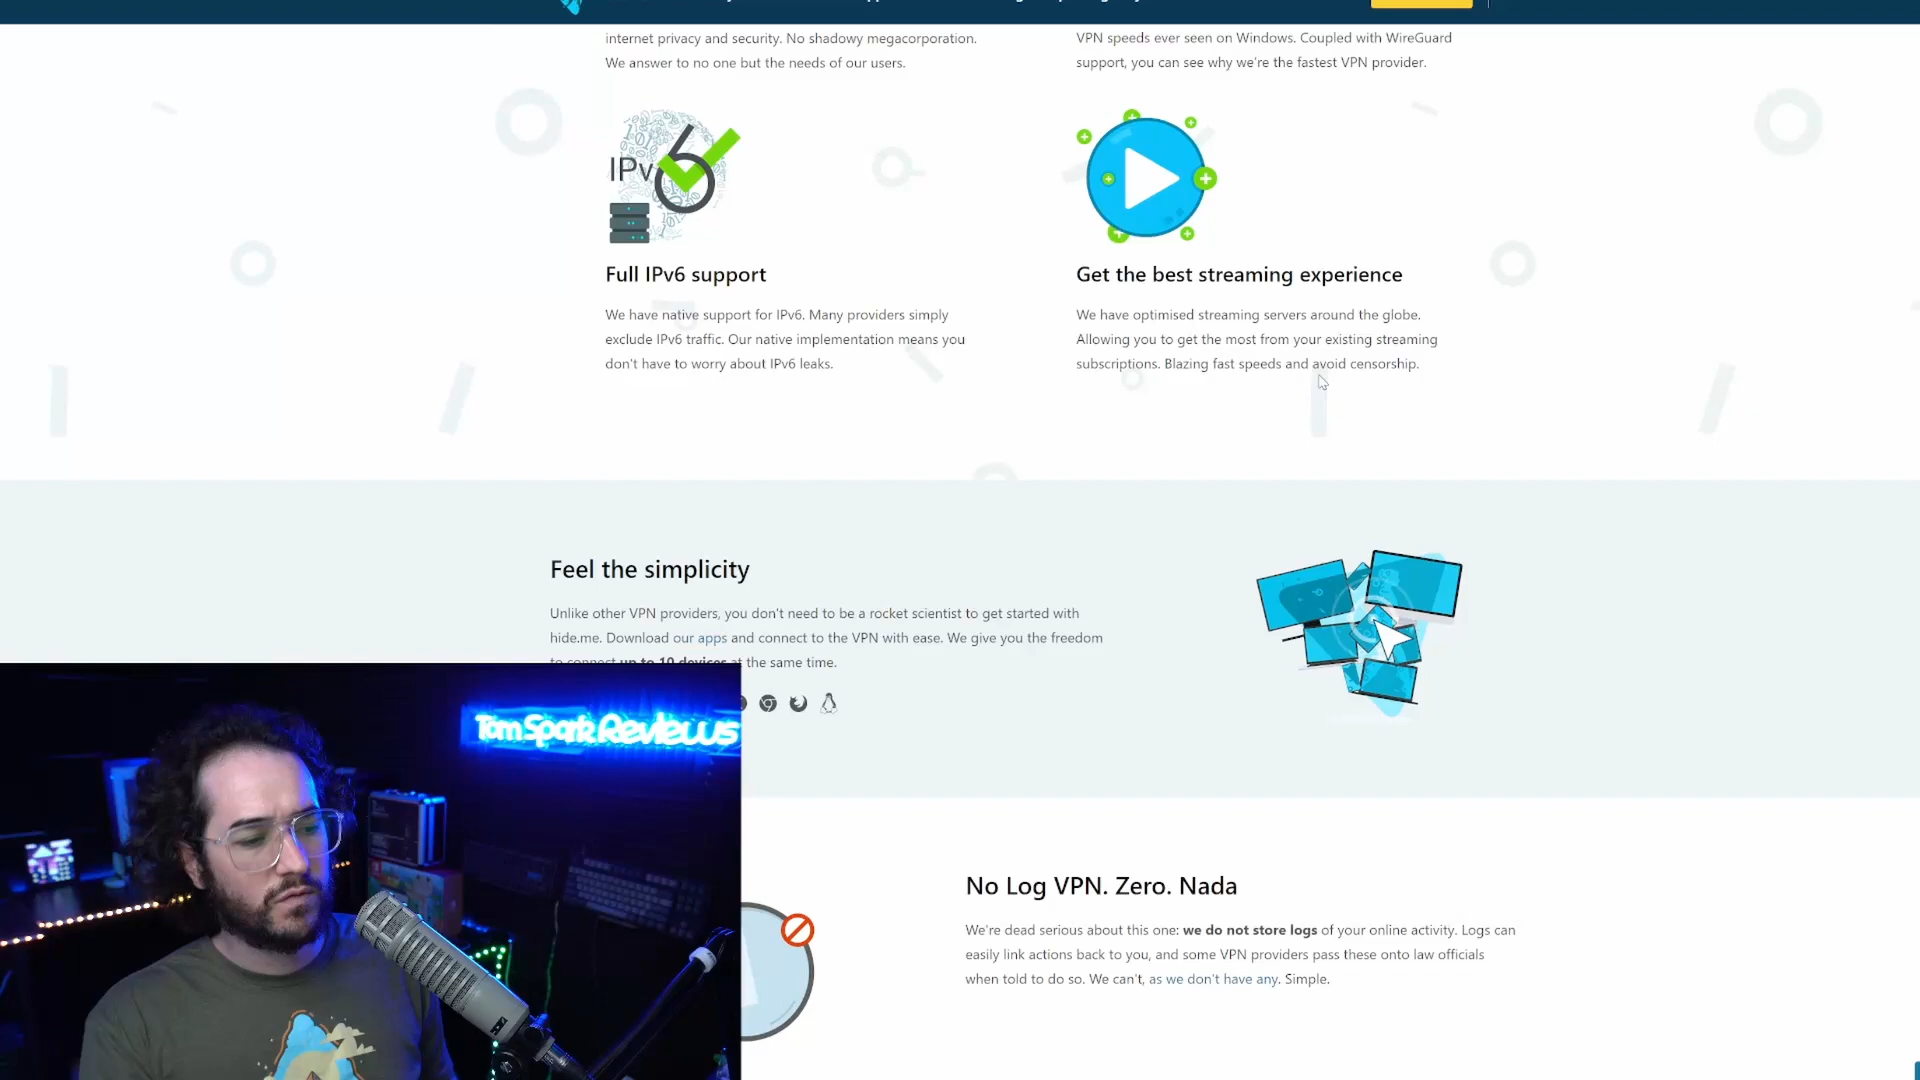 internet privacy and security. No shadowy megacorporation.
We answer to no one but the needs of our users.
VPN speeds ever seen on Windows. Coupled with WireGuard
support, you can see why we're the fastest VPN provider.
IPv6
Full IPv6 support
We have native support for IPv6. Many providers simply
exclude IPv6 traffic. Our native implementation means you
don't have to worry about IPv6 leaks.
Get the best streaming experience
We have optimised streaming servers around the globe.
Allowing you to get the most from your existing streaming
subscriptions. Blazing fast speeds and avoid censorship.
Feel the simplicity
Unlike other VPN providers, you don't need to be a rocket scientist to get started with
hide.me. Download our apps and connect to the VPN with ease. We give you the freedom
to connect up to 10 devices at the same time.
Tom Spark Reviews
No Log VPN. Zero. Nada
We're dead serious about this one: we do not store logs of your online activity. Logs can
easily link actions back to you, and some VPN providers pass these onto law officials
when told to do so. We can't, as we don't have any. Simple.